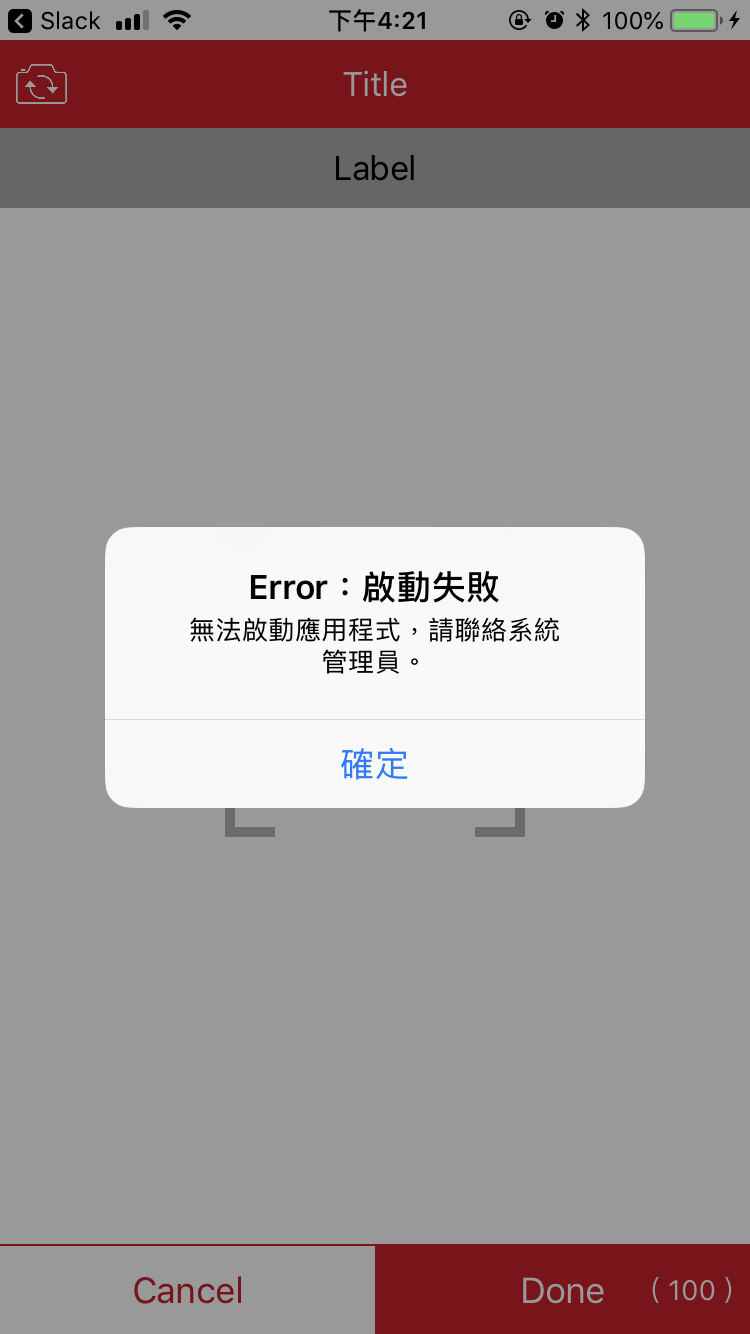 Slack 下午4:21 100%
Title
Label
Error：啟動失敗
無法啟動應用程式，請聯絡系統
管理員。
確定
Cancel Done （100）